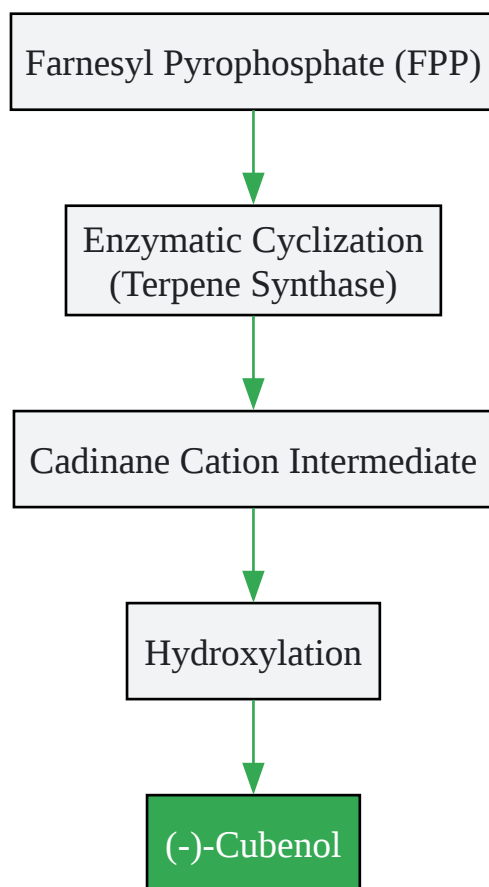 Farnesyl Pyrophosphate (FPP)
Enzymatic Cyclization
(Terpene Synthase)
Cadinane Cation Intermediate
Hydroxylation
(-)-Cubenol